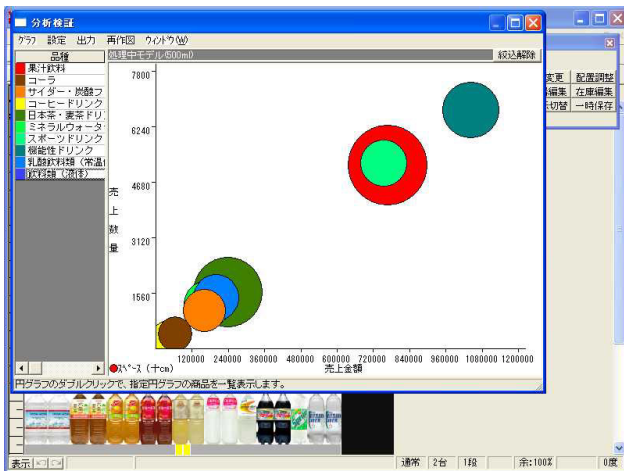 分析検証
グラフ 設定 出力 再作図 ウィンドウ(W)
品種
処理中モデル(500ml)
絞込解除
果汁飲料
コーラ
サイダー・炭酸フ
コーヒードリンク
日本茶・麦茶ドリ
ミネラルウォータ
スポーツドリンク
機能性ドリンク
乳酸飲料類(常温
飲料類(液体)
変更 配置調整
編集 在庫編集
切替 一時保存
7800
6240
4680
3120
1560
売上数量
120000 240000 360000 480000 600000 720000 840000 960000 1080000 1200000
●スペース(十cm) 売上金額
円グラフのダブルクリックで、指定円グラフの商品を一覧表示します。
表示 通常 2台 1段 余:100% 0度